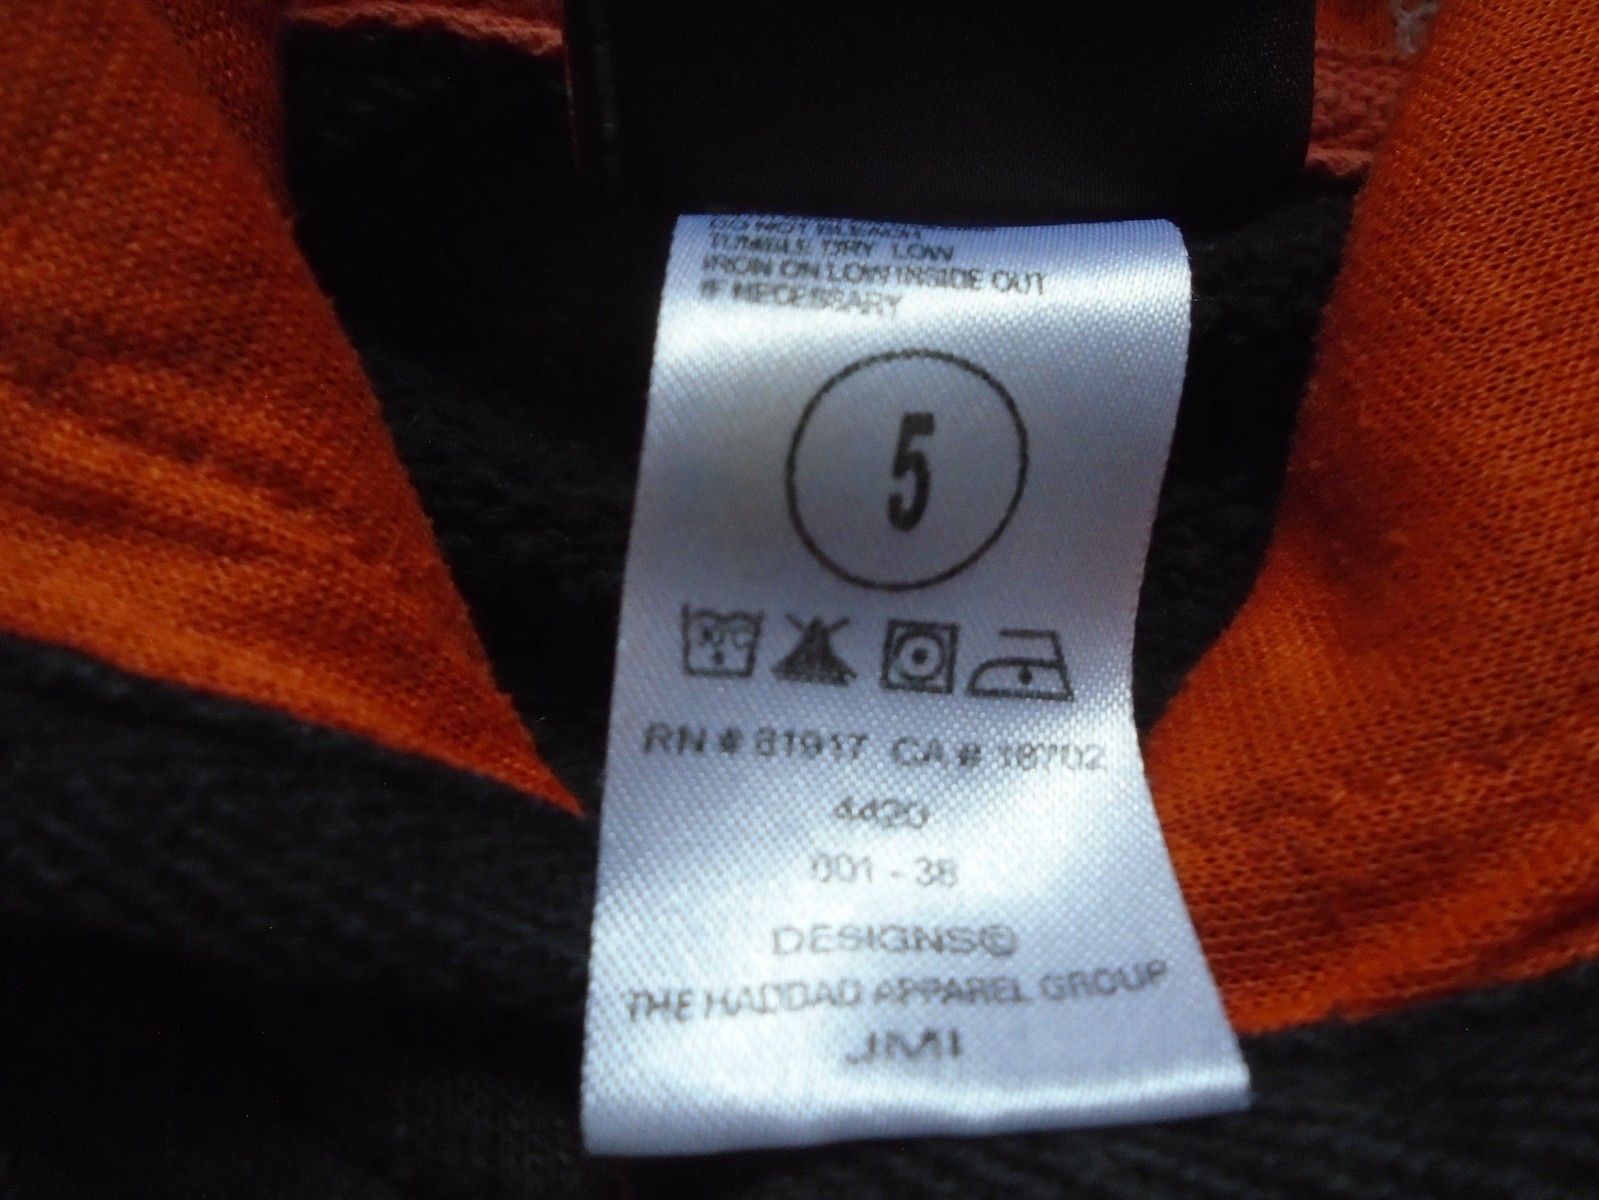 DO NOT BLEACH
TUMBLE DRY LOW
IRON ON LOW INSIDE OUT
IF NECESSARY
5
RN # 81917 CA # 18702
4420
001 - 38
DESIGNS©
THE HADDAD APPAREL GROUP
JMI